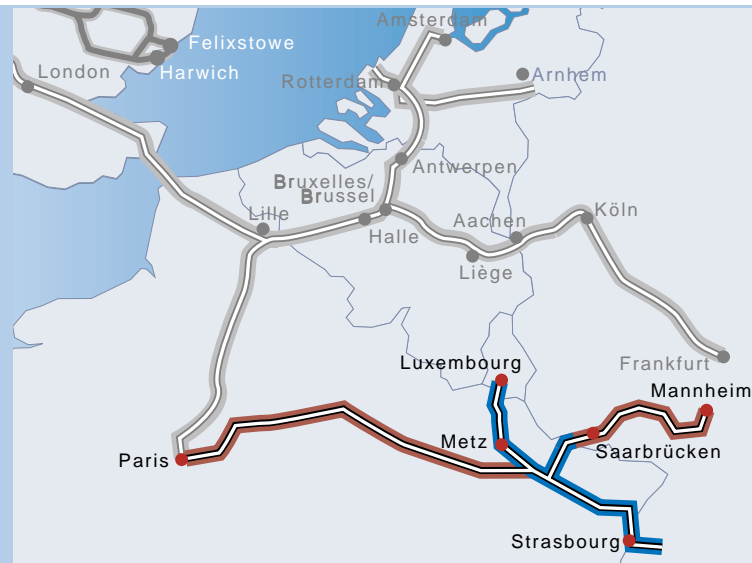 Amsterdam
Felixstowe
London
Harwich
Rotterdam
Arnhem
Antwerpen
Bruxelles/
Brussel
Lille
Halle
Aachen
Köln
Liège
Luxembourg
Frankfurt
Mannheim
Metz
Saarbrücken
Paris
Strasbourg